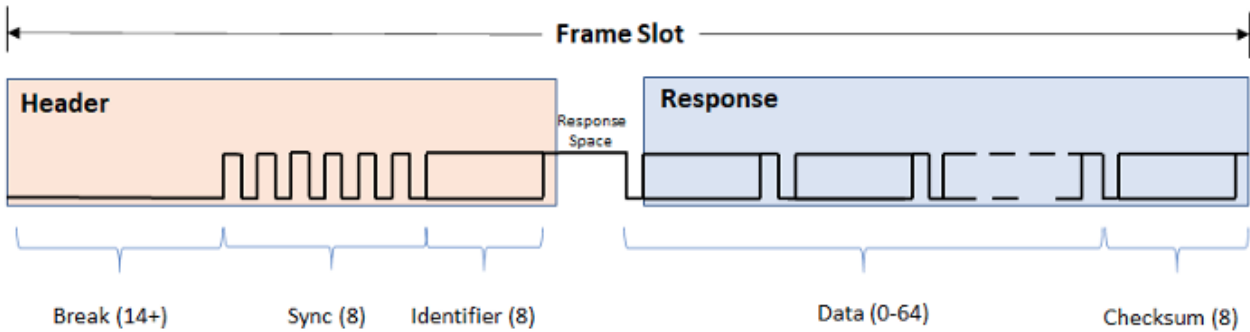 Frame Slot
Header
Response
Space
Response
Break (14+)
Sync (8)
Identifier (8)
Data (0-64)
Checksum (8)